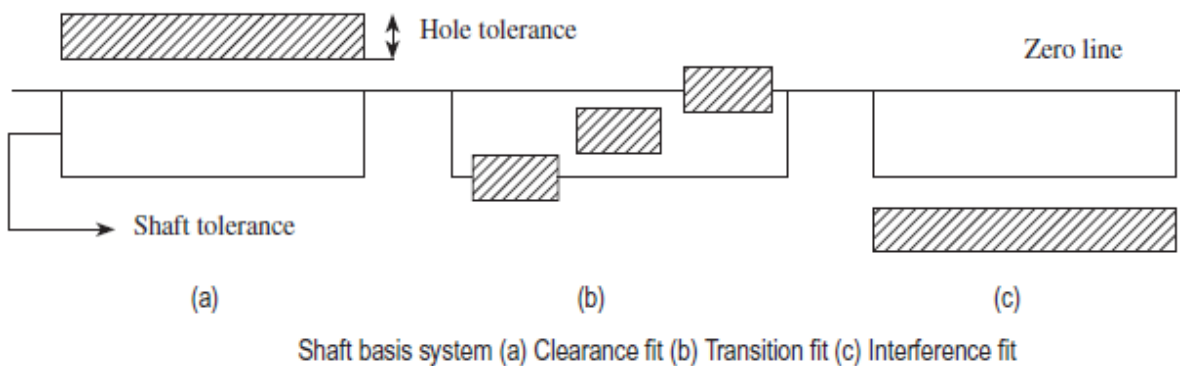 Hole tolerance
Zero line
Shaft tolerance
(a)
(b)
(c)
Shaft basis system (a) Clearance fit (b) Transition fit (c) Interference fit